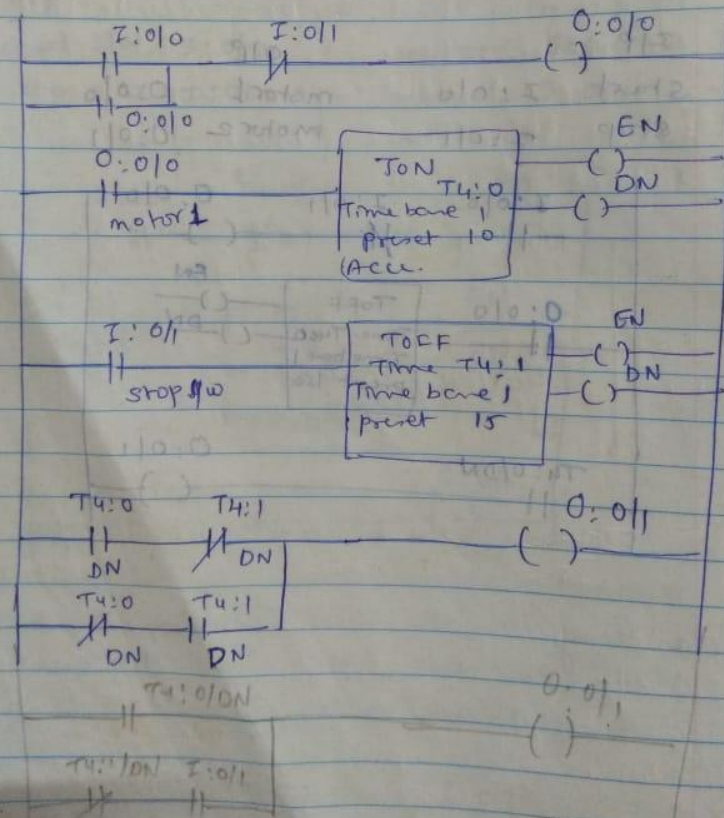 I:0/0 I:0/1 O:0/0
O:0/0
O:0/0 EN
TON DN
T4:0
motor1 Time base 1
preset 10
(Accu.
I: 0/1 TOFF EN
Time T4:1 DN
stop s/w Time base 1
preset 15
T4:0 T4:1 O:0/1
DN DN
T4:0 T4:1
DN DN
T4:0/DN O:0/1
T4:1/DN I:0/1